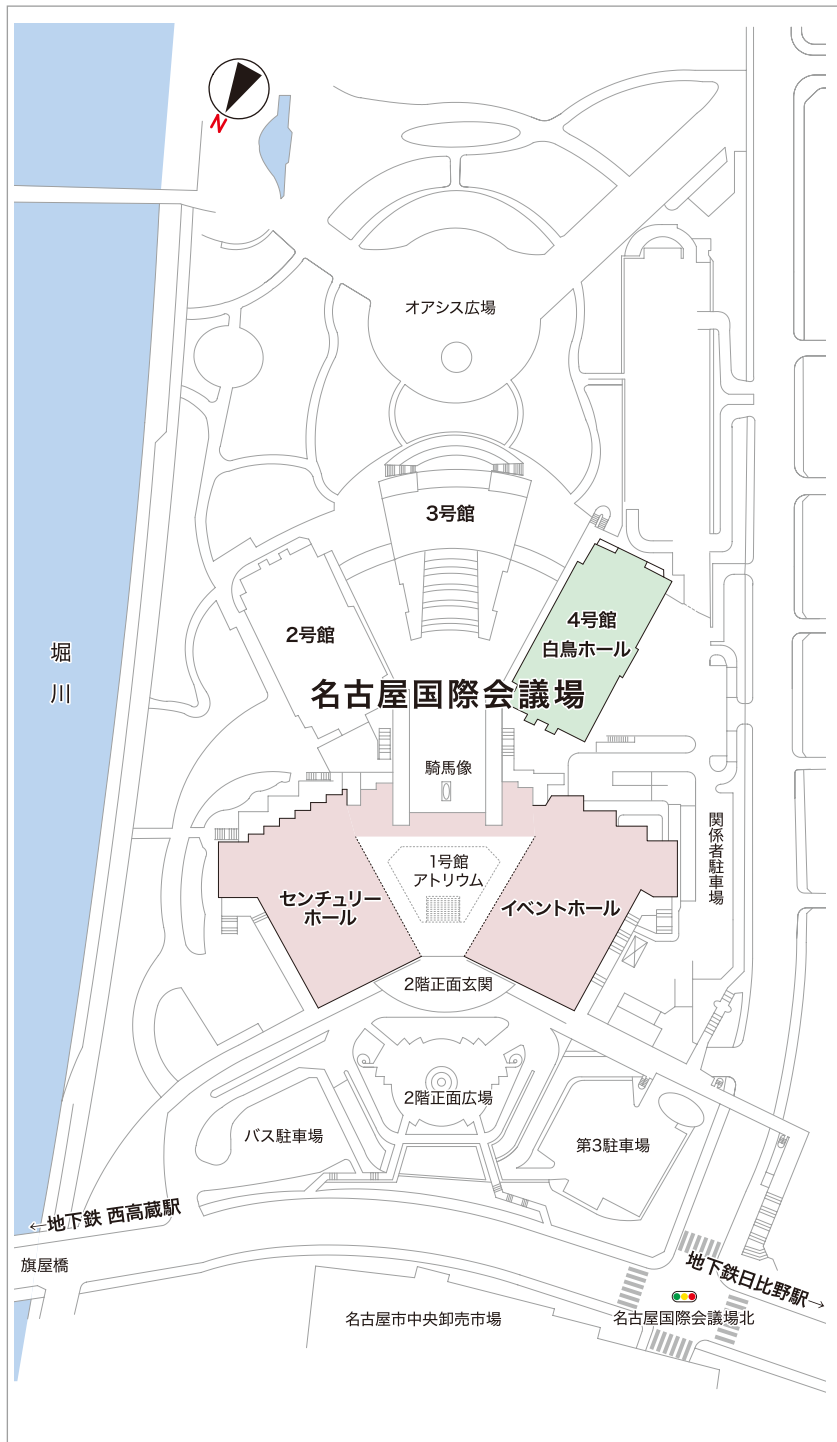 N
オアシス広場
3号館
4号館
白鳥ホール
2号館
堀川
名古屋国際会議場
騎馬像
関係者駐車場
1号館
アトリウム
センチュリー
ホール
イベントホール
2階正面玄関
2階正面広場
バス駐車場
第3駐車場
←地下鉄 西高蔵駅
旗屋橋
地下鉄日比野駅→
名古屋市中央卸売市場
名古屋国際会議場北